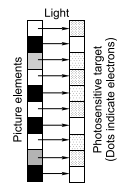 Light
Picture elements
Photosensitive target
(Dots indicate electrons)